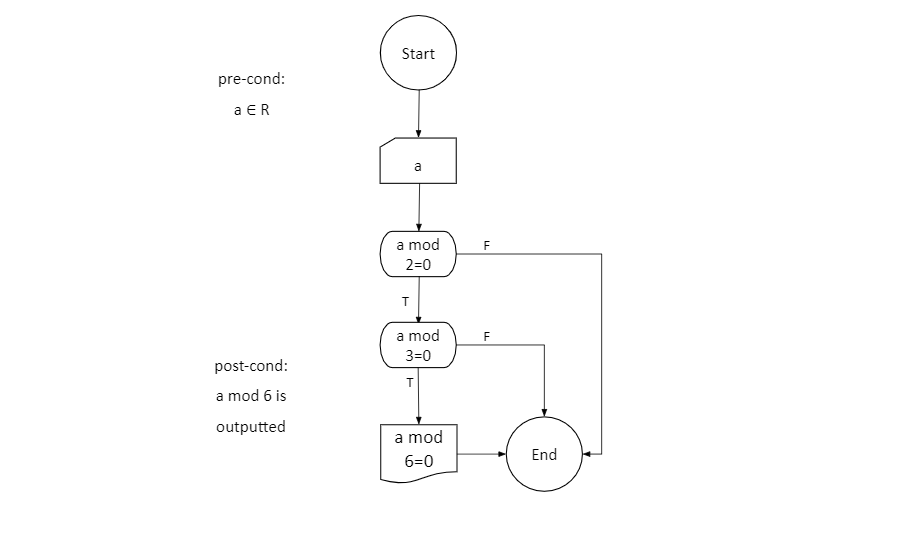 Start
pre-cond:
a ∈ R
a
a mod
2=0
F
T
a mod
3=0
F
T
post-cond:
a mod 6 is
outputted
a mod
6=0
End